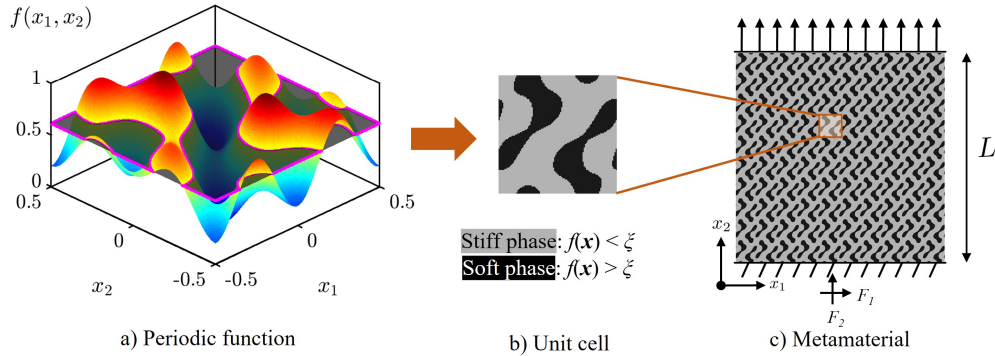 f(x₁, x₂)
1
0.5
0
0.5
0
-0.5
-0.5
0
0.5
x₂
x₁
a) Periodic function
Stiff phase: f(x) < ξ
Soft phase: f(x) > ξ
b) Unit cell
L
x₂
x₁
F₁
F₂
c) Metamaterial